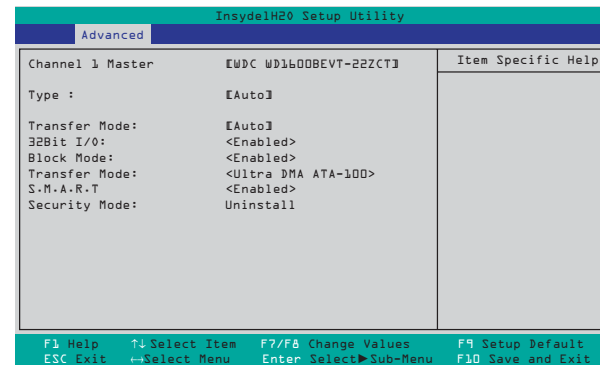 InsydeH20 Setup Utility
Advanced
Channel 1 Master [WDC WD1600BEVT-22ZCT]
Item Specific Help
Type : [Auto]
Transfer Mode: [Auto]
32Bit I/O: <Enabled>
Block Mode: <Enabled>
Transfer Mode: <Ultra DMA ATA-100>
S.M.A.R.T <Enabled>
Security Mode: Uninstall
F1 Help ↑↓ Select Item F7/F8 Change Values F9 Setup Default
ESC Exit ↔Select Menu Enter Select▶Sub-Menu F10 Save and Exit